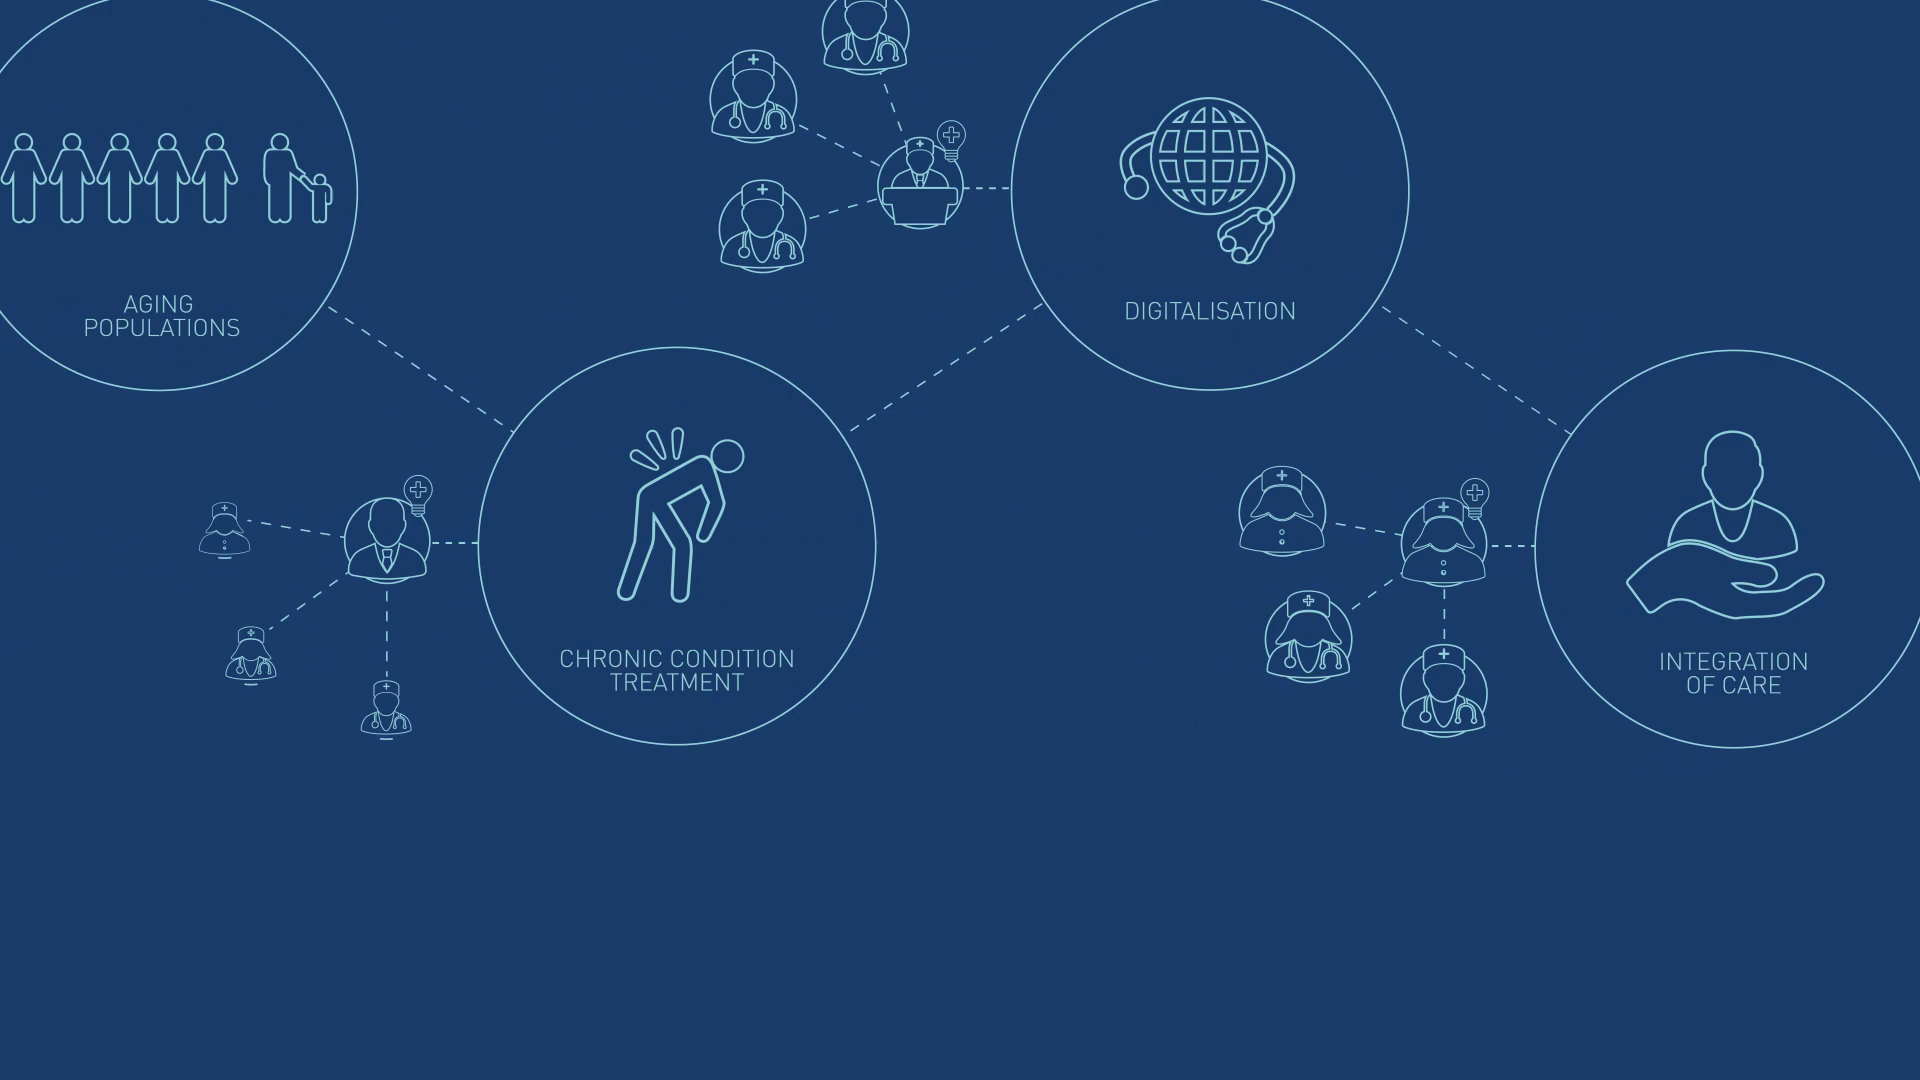 AGING
POPULATIONS
CHRONIC CONDITION
TREATMENT
DIGITALISATION
INTEGRATION
OF CARE